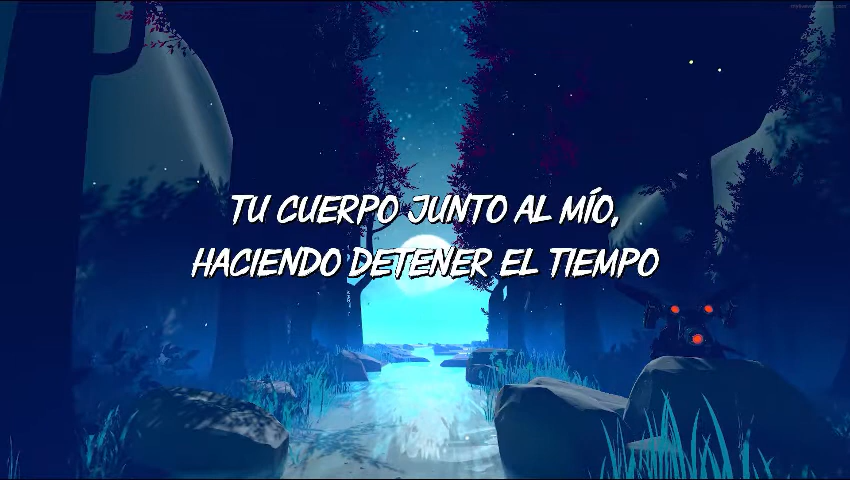 TU CUERPO JUNTO AL MÍO,
HACIENDO DETENER EL TIEMPO